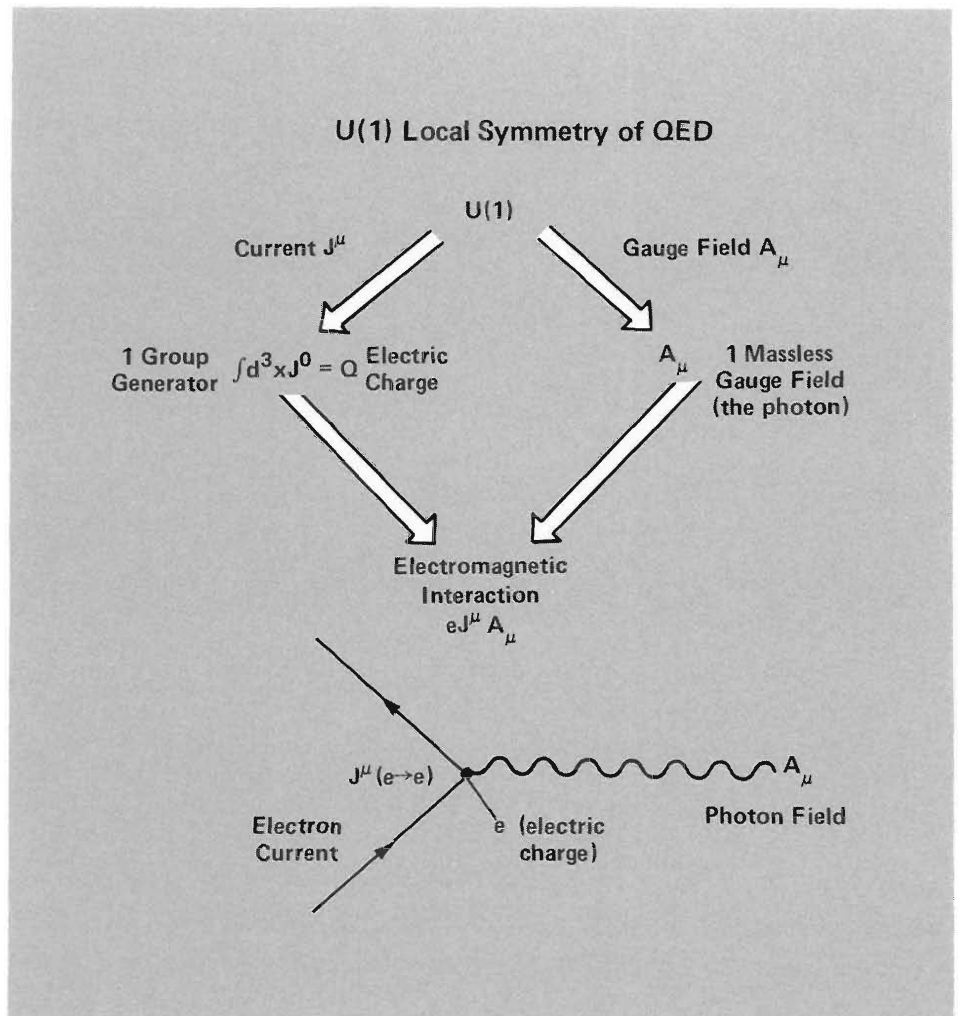 U(1) Local Symmetry of QED
U(1)
Current J^μ
Gauge Field A_μ
1 Group
Generator
∫d³xJ⁰ = Q
Electric
Charge
A_μ
1 Massless
Gauge Field
(the photon)
Electromagnetic
Interaction
eJ^μ A_μ
J^μ (e→e)
A_μ
Electron
Current
e (electric
charge)
Photon Field